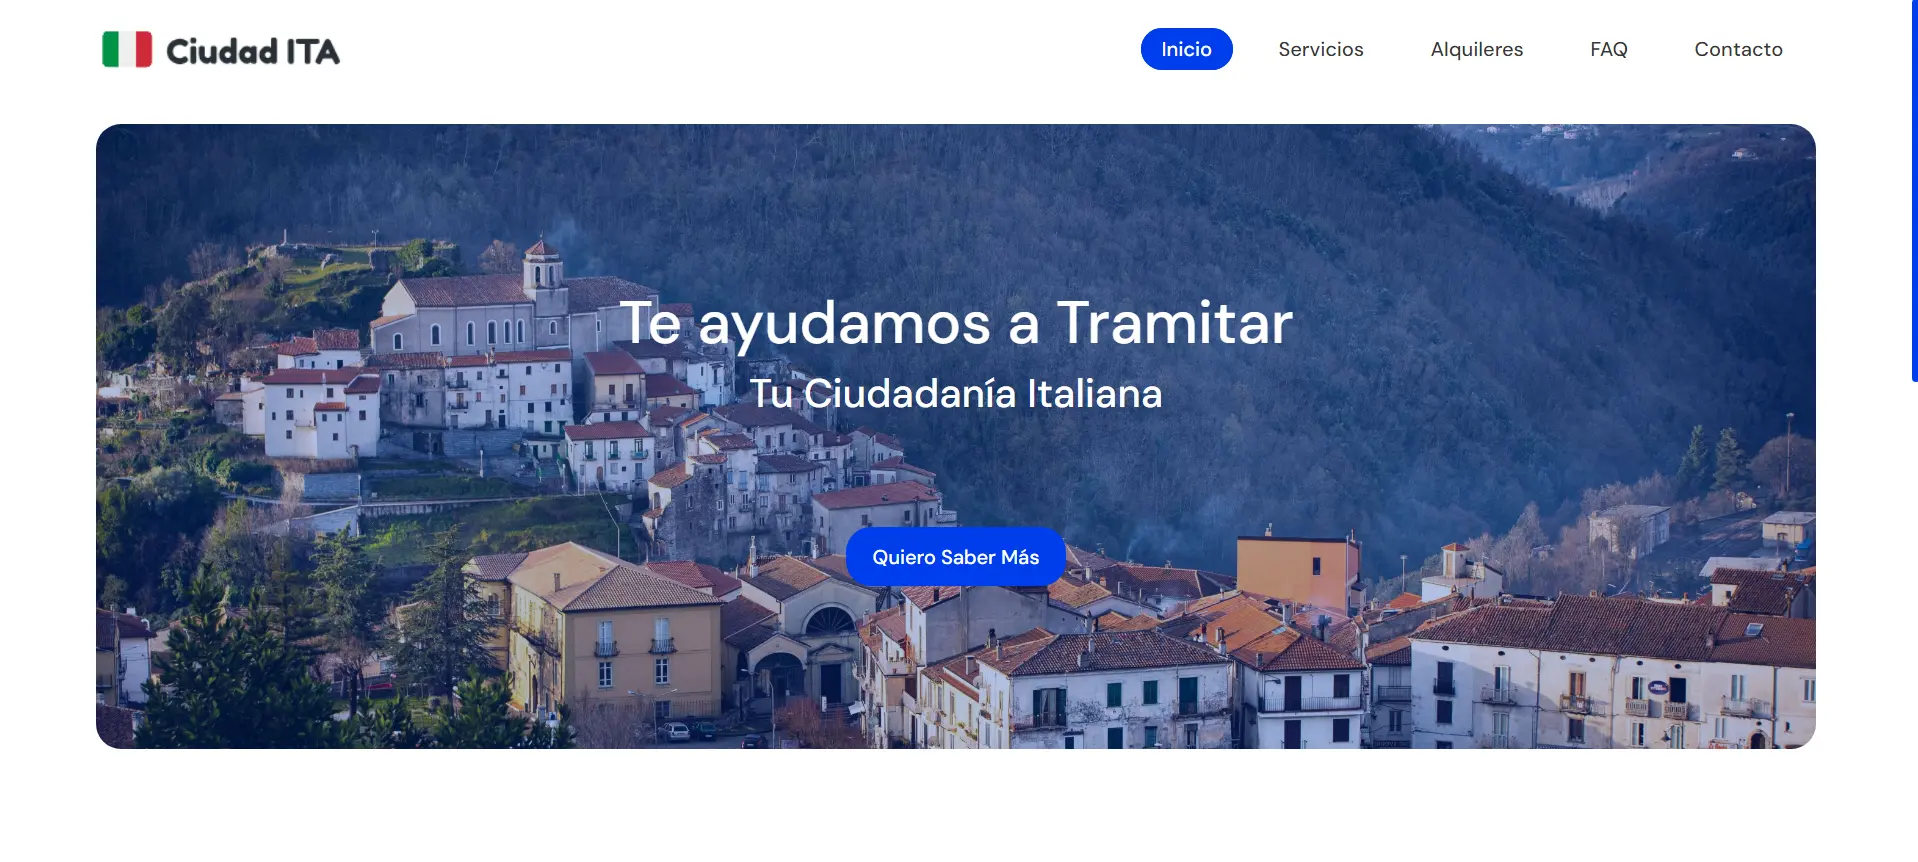 Ciudad ITA
Inicio
Servicios
Alquileres
FAQ
Contacto
Te ayudamos a Tramitar
Tu Ciudadanía Italiana
Quiero Saber Más